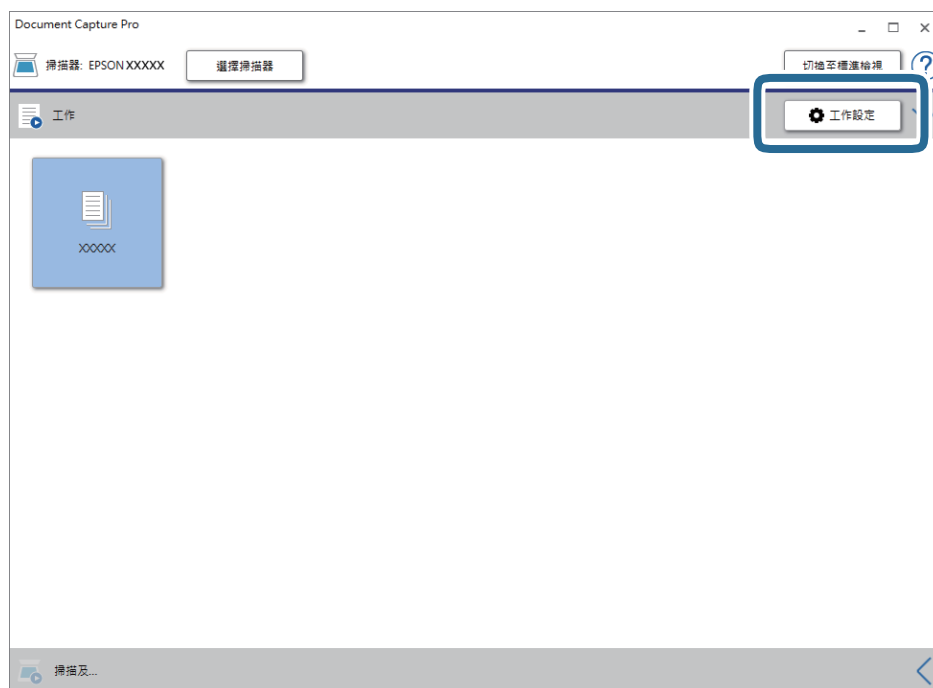 Document Capture Pro
掃描器: EPSON XXXXX
選擇掃描器
切換至標準檢視
?
工作
工作設定
XXXXX
掃描及...